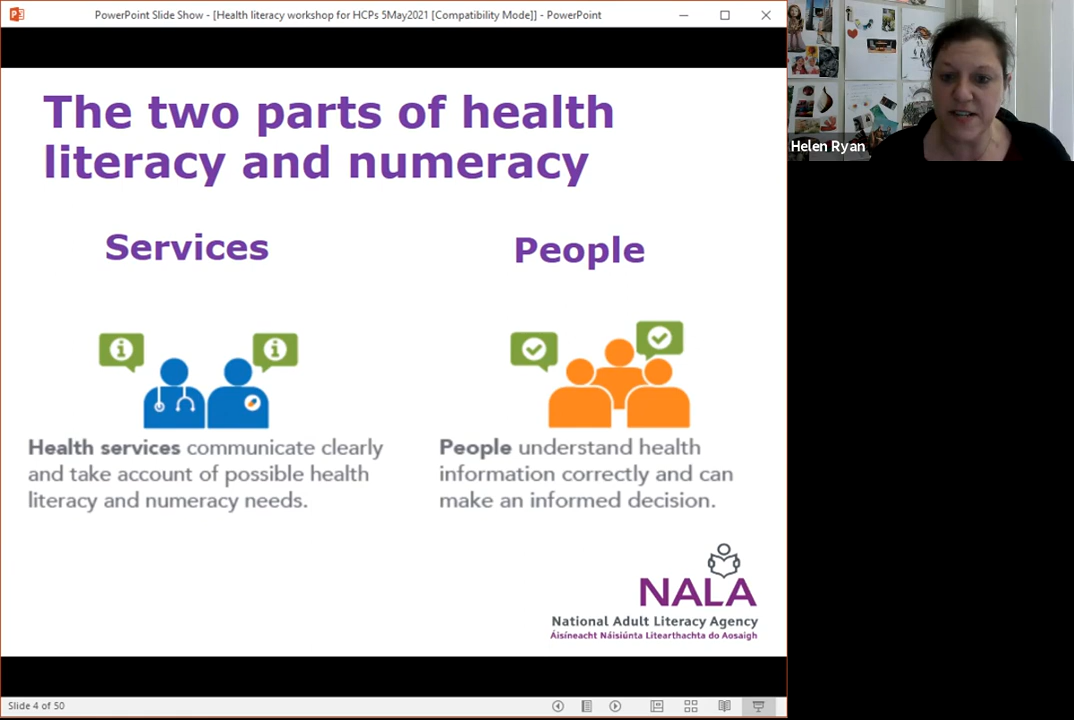 PowerPoint Slide Show - [Health literacy workshop for HCPs 5May2021 [Compatibility Mode]] - PowerPoint
Helen Ryan
The two parts of health
literacy and numeracy
Services
People
Health services communicate clearly
and take account of possible health
literacy and numeracy needs.
People understand health
information correctly and can
make an informed decision.
NALA
National Adult Literacy Agency
Áisíneacht Náisiúnta Litearthachta do Aosaigh
Slide 4 of 50